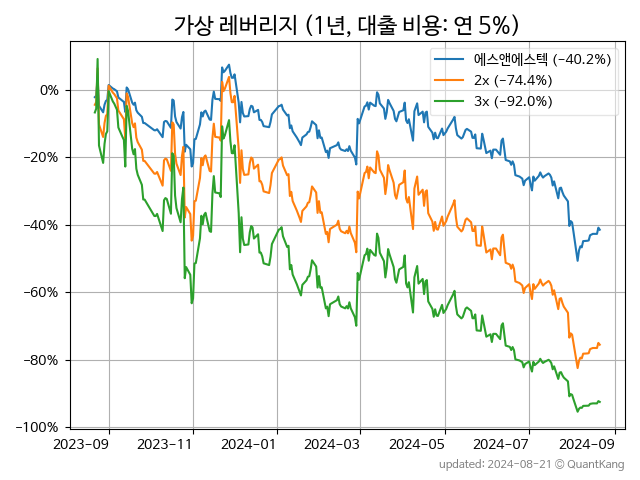 가상 레버리지 (1년, 대출 비용: 연 5%)
에스앤에스텍 (−40.2%)
2x (−74.4%)
3x (−92.0%)
0%
−20%
−40%
−60%
−80%
−100%
2023-09 2023-11 2024-01 2024-03 2024-05 2024-07 2024-09
updated: 2024-08-21 © QuantKang